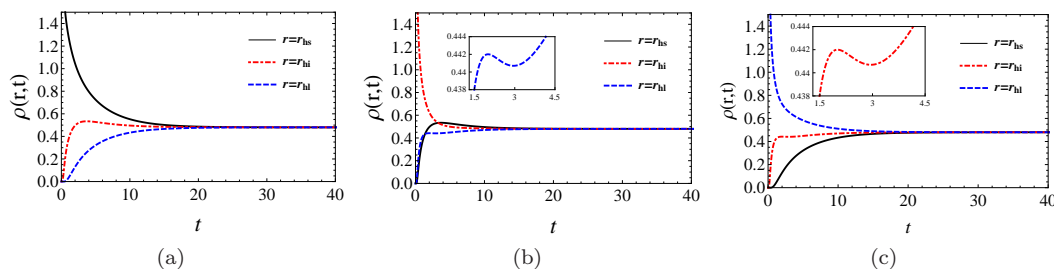 1.4
1.2
1.0
0.8
0.6
0.4
0.2
0.0
ρ(r,t)
r=r_hs
r=r_hi
r=r_hl
0 10 20 30 40
t
(a)
1.4
1.2
1.0
0.8
0.6
0.4
0.2
0.0
ρ(r,t)
0.444
0.442
0.44
0.438
1.5 3 4.5
r=r_hs
r=r_hi
r=r_hl
0 10 20 30 40
t
(b)
1.4
1.2
1.0
0.8
0.6
0.4
0.2
0.0
ρ(r,t)
0.444
0.442
0.44
0.438
1.5 3 4.5
r=r_hs
r=r_hi
r=r_hl
0 10 20 30 40
t
(c)